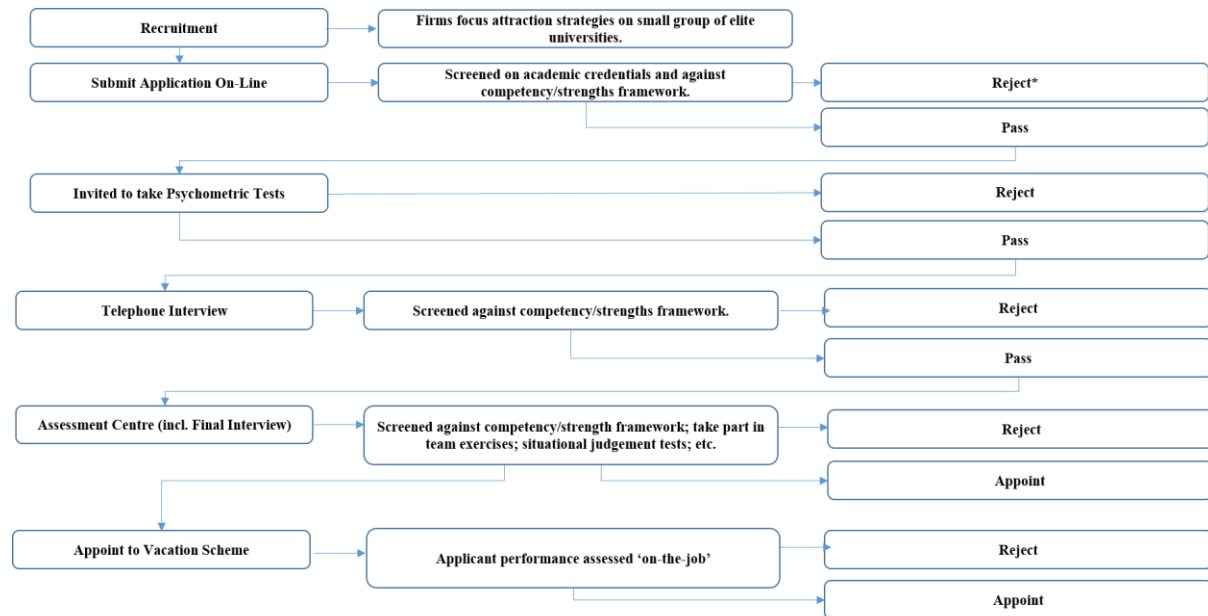 Recruitment
Firms focus attraction strategies on small group of elite
universities.
Submit Application On-Line
Screened on academic credentials and against
competency/strengths framework.
Reject*
Pass
Invited to take Psychometric Tests
Reject
Pass
Telephone Interview
Screened against competency/strengths framework.
Reject
Pass
Assessment Centre (incl. Final Interview)
Screened against competency/strength framework; take part in
team exercises; situational judgement tests; etc.
Reject
Appoint
Appoint to Vacation Scheme
Applicant performance assessed ‘on-the-job’
Reject
Appoint